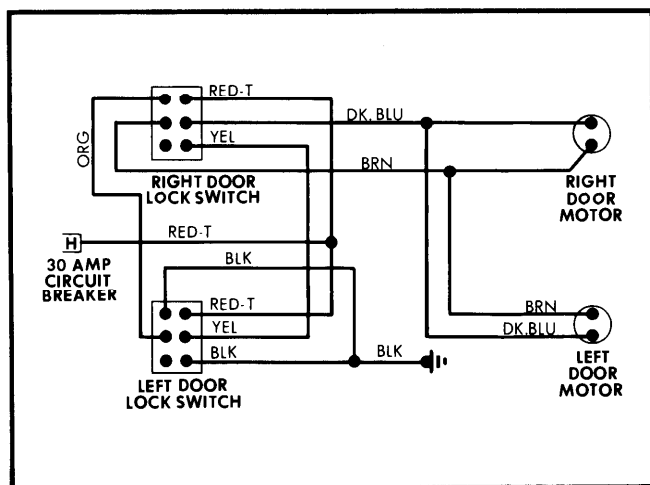 RED-T
DK. BLU
ORG
YEL
BRN
RIGHT DOOR
LOCK SWITCH
RIGHT
DOOR
MOTOR
H
RED-T
30 AMP
CIRCUIT
BREAKER
BLK
RED-T
BRN
YEL
DK.BLU
BLK
BLK
LEFT DOOR
LOCK SWITCH
LEFT
DOOR
MOTOR